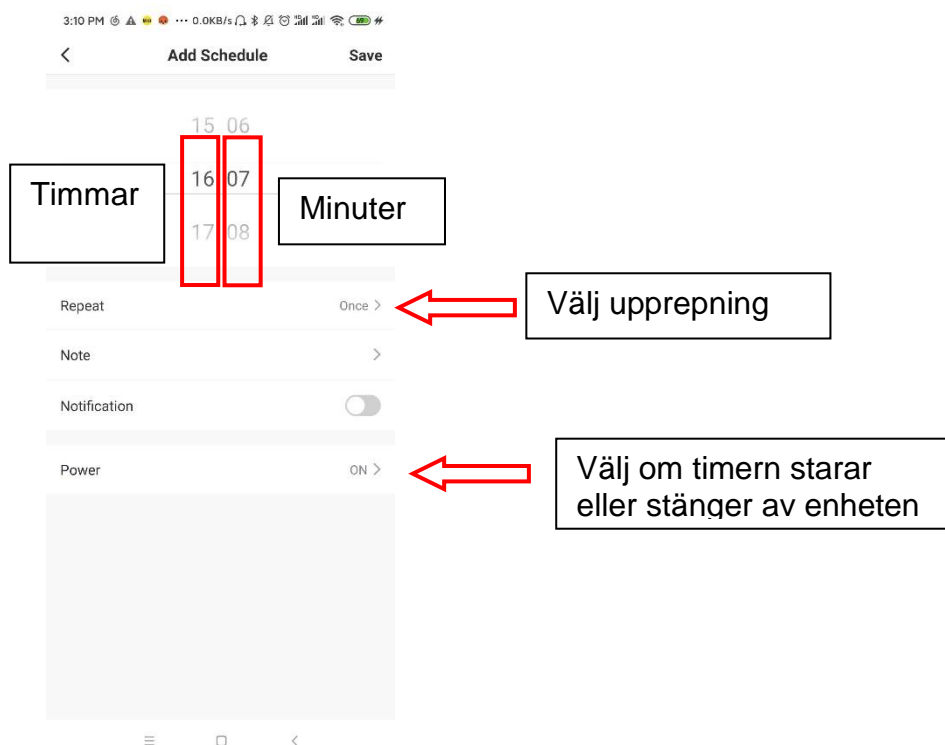 3:10 PM ... 0.0KB/s 69
Add Schedule Save
15 06
16 07
17 08
Timmar
Minuter
Repeat Once
Välj upprepning
Note
Notification
Power ON
Välj om timern starar
eller stänger av enheten